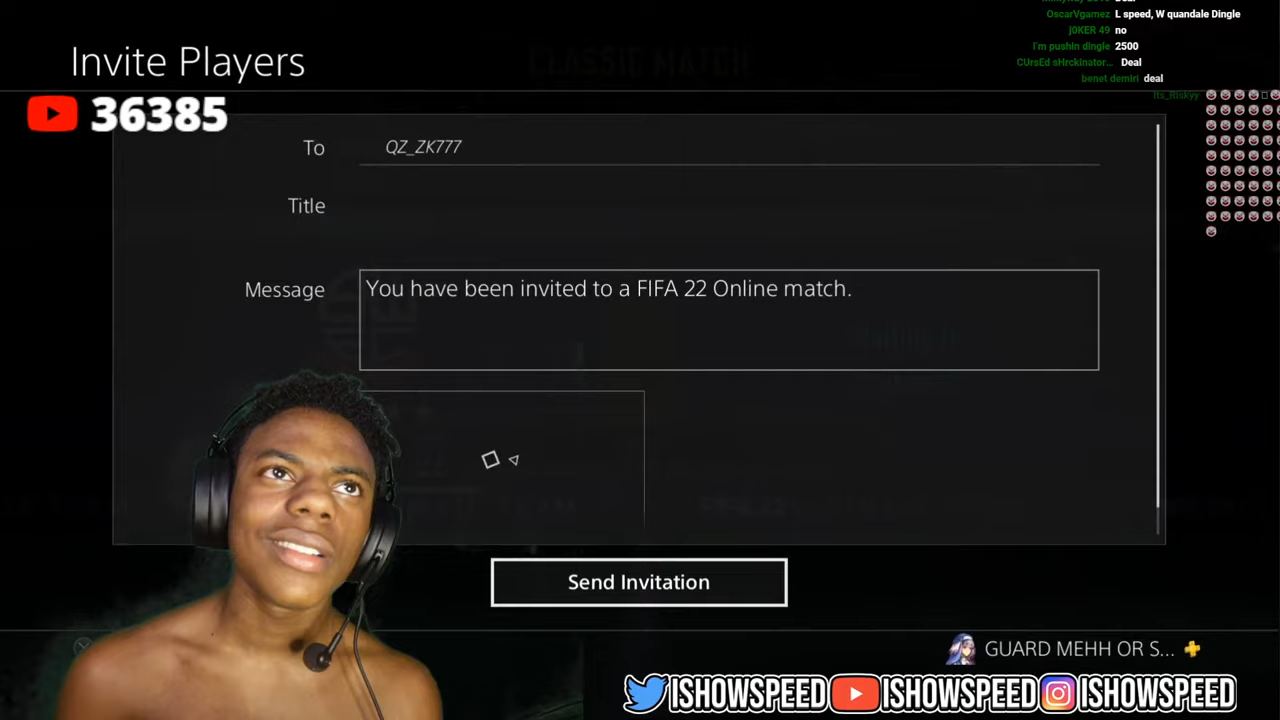 OscarVgamez L speed, W quandale Dingle
J0KER 49 no
I'm pushin dingle 2500
CUrsEd sHrckinator... Deal
benet demiri deal
Its_Riskyy
Invite Players
36385
To QZ_ZK777
Title
Message You have been invited to a FIFA 22 Online match.
Send Invitation
GUARD MEHH OR S...
ISHOWSPEED ISHOWSPEED ISHOWSPEED